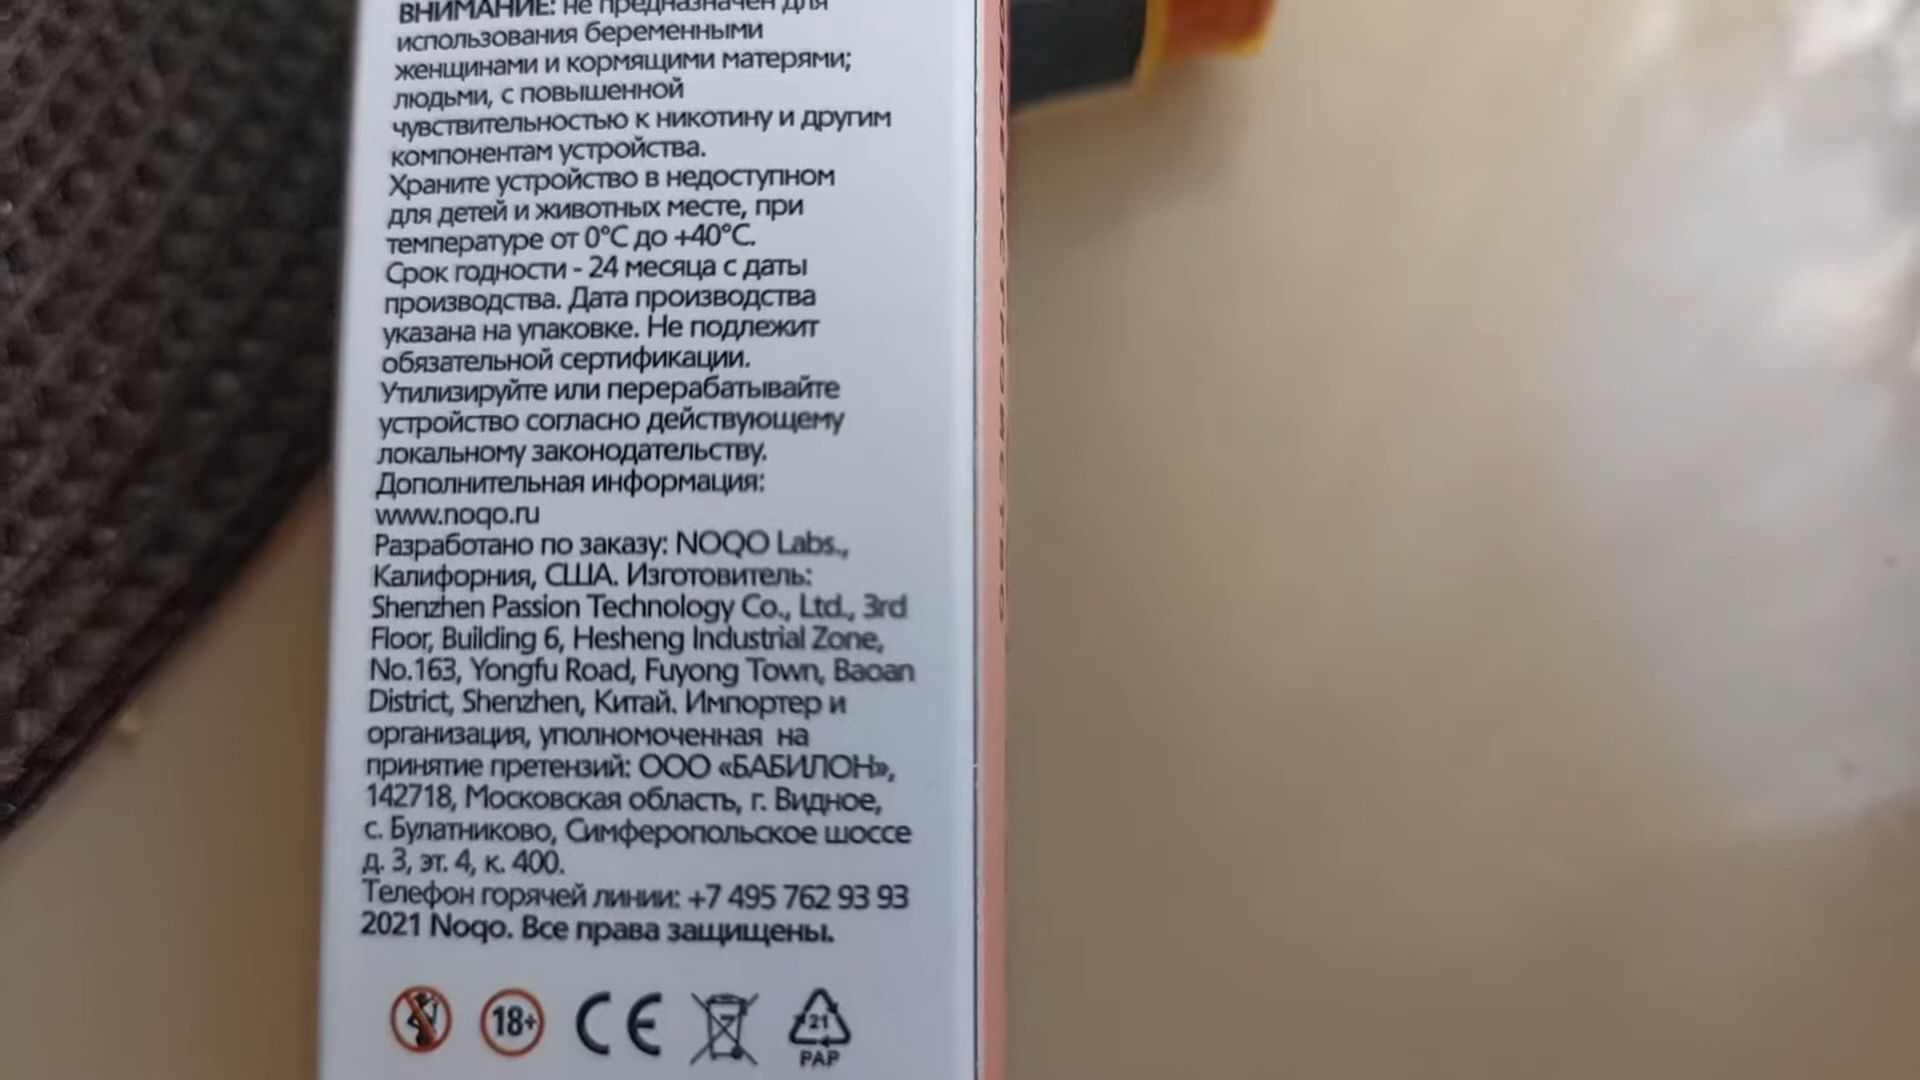 ВНИМАНИЕ: не предназначен для
использования беременными
женщинами и кормящими матерями;
людьми, с повышенной
чувствительностью к никотину и другим
компонентам устройства.
Храните устройство в недоступном
для детей и животных месте, при
температуре от 0°C до +40°C.
Срок годности - 24 месяца с даты
производства. Дата производства
указана на упаковке. Не подлежит
обязательной сертификации.
Утилизируйте или перерабатывайте
устройство согласно действующему
локальному законодательству.
Дополнительная информация:
www.noqo.ru
Разработано по заказу: NOQO Labs.,
Калифорния, США. Изготовитель:
Shenzhen Passion Technology Co., Ltd., 3rd
Floor, Building 6, Hesheng Industrial Zone,
No.163, Yongfu Road, Fuyong Town, Baoan
District, Shenzhen, Китай. Импортер и
организация, уполномоченная на
принятие претензий: ООО «БАБИЛОН»,
142718, Московская область, г. Видное,
с. Булатниково, Симферопольское шоссе
д. 3, эт. 4, к. 400.
Телефон горячей линии: +7 495 762 93 93
2021 Noqo. Все права защищены.
18+ CE 21
PAP